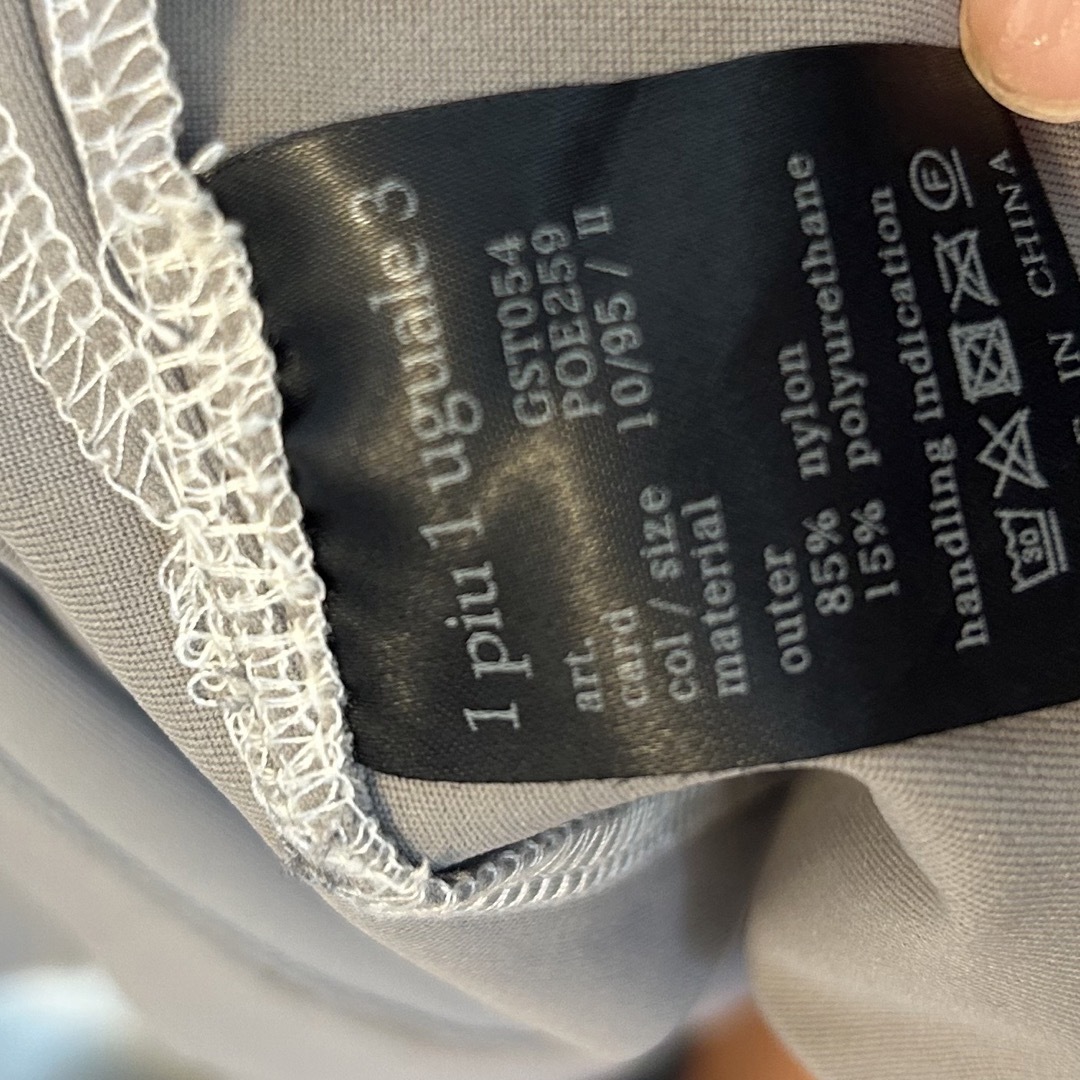 1 piu 1 uguale 3
art. GST054
card POE259
col / size 10/95 / II
material
outer nylon
85% polyurethane
15%
handling indication
30 F
IN CHINA